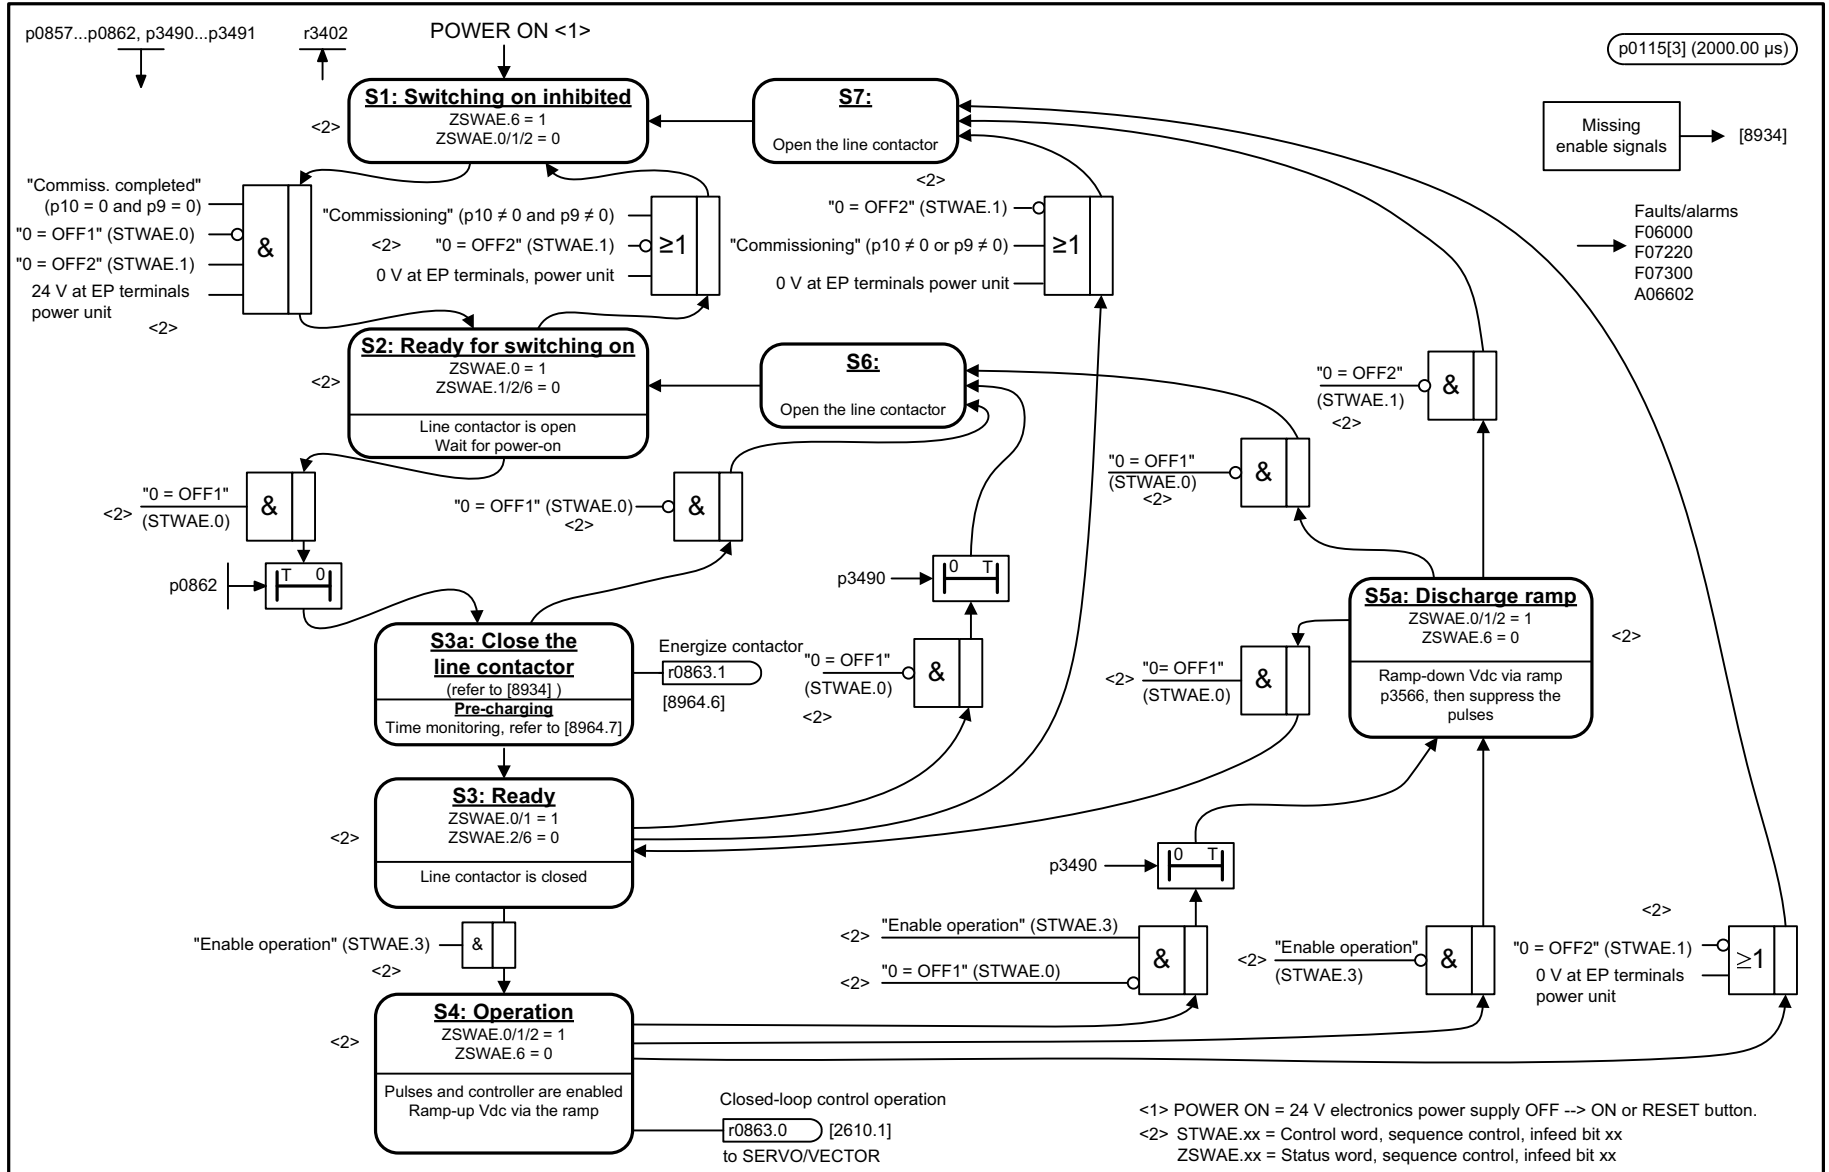 p0857...p0862, p3490...p3491
r3402
POWER ON <1>
p0115[3] (2000.00 µs)
S1: Switching on inhibited
ZSWAE.6 = 1
ZSWAE.0/1/2 = 0
<2>
S7:
Open the line contactor
<2>
Missing
enable signals
[8934]
Faults/alarms
F06000
F07220
F07300
A06602
"Commiss. completed"
(p10 = 0 and p9 = 0)
"0 = OFF1" (STWAE.0)
"0 = OFF2" (STWAE.1)
24 V at EP terminals
power unit
<2>
&
"Commissioning" (p10 ≠ 0 and p9 ≠ 0)
<2> "0 = OFF2" (STWAE.1)
0 V at EP terminals, power unit
≥1
"0 = OFF2" (STWAE.1)
"Commissioning" (p10 ≠ 0 or p9 ≠ 0)
0 V at EP terminals power unit
≥1
S2: Ready for switching on
ZSWAE.0 = 1
ZSWAE.1/2/6 = 0
<2>
Line contactor is open
Wait for power-on
S6:
Open the line contactor
"0 = OFF2"
(STWAE.1)
<2>
&
"0 = OFF1"
(STWAE.0)
<2>
&
"0 = OFF1"
<2>
(STWAE.0)
&
"0 = OFF1" (STWAE.0)
<2>
&
p0862
T 0
p3490
0 T
S3a: Close the
line contactor
(refer to [8934] )
Pre-charging
Time monitoring, refer to [8964.7]
Energize contactor
r0863.1
[8964.6]
"0 = OFF1"
(STWAE.0)
<2>
&
"0= OFF1"
<2>
(STWAE.0)
&
S5a: Discharge ramp
ZSWAE.0/1/2 = 1
ZSWAE.6 = 0
<2>
Ramp-down Vdc via ramp
p3566, then suppress the
pulses
S3: Ready
ZSWAE.0/1 = 1
ZSWAE.2/6 = 0
<2>
Line contactor is closed
p3490
0 T
"Enable operation" (STWAE.3)
<2>
&
<2> "Enable operation" (STWAE.3)
<2> "0 = OFF1" (STWAE.0)
&
<2> "Enable operation"
(STWAE.3)
&
<2>
"0 = OFF2" (STWAE.1)
0 V at EP terminals
power unit
≥1
S4: Operation
ZSWAE.0/1/2 = 1
ZSWAE.6 = 0
<2>
Pulses and controller are enabled
Ramp-up Vdc via the ramp
Closed-loop control operation
r0863.0
[2610.1]
to SERVO/VECTOR
<1> POWER ON = 24 V electronics power supply OFF --> ON or RESET button.
<2> STWAE.xx = Control word, sequence control, infeed bit xx
ZSWAE.xx = Status word, sequence control, infeed bit xx